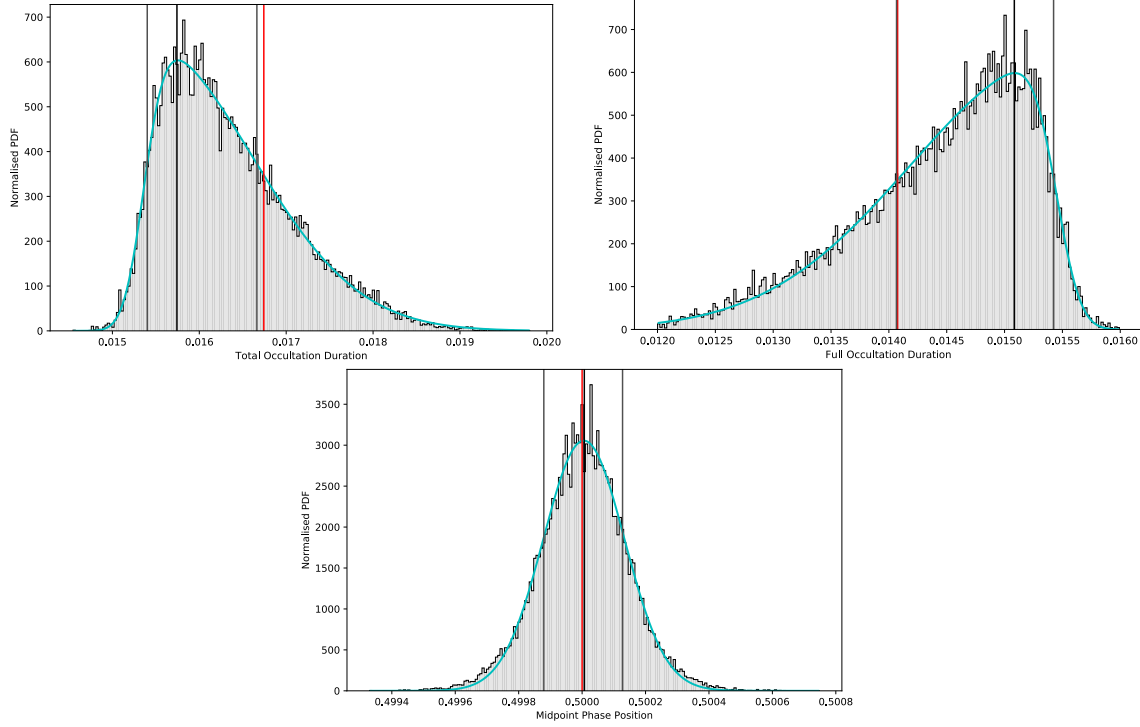 700
600
500
400
300
200
100
0
Normalised PDF
0.015 0.016 0.017 0.018 0.019 0.020
Total Occultation Duration
700
600
500
400
300
200
100
0
Normalised PDF
0.0120 0.0125 0.0130 0.0135 0.0140 0.0145 0.0150 0.0155 0.0160
Full Occultation Duration
3500
3000
2500
2000
1500
1000
500
0
Normalised PDF
0.4994 0.4996 0.4998 0.5000 0.5002 0.5004 0.5006 0.5008
Midpoint Phase Position